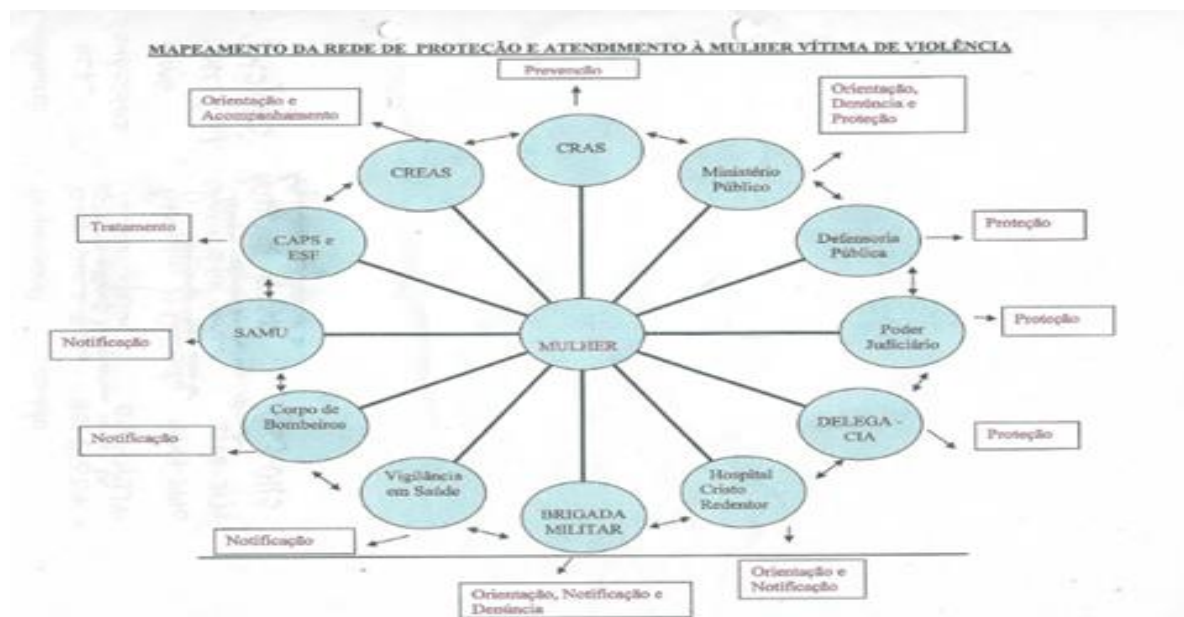 MAPEAMENTO DA REDE DE PROTEÇÃO E ATENDIMENTO À MULHER VÍTIMA DE VIOLÊNCIA
Prevenção
Orientação e
Acompanhamento
Orientação,
Denúncia e
Proteção
CRAS
CREAS
Ministério
Público
Tratamento
CAPS e
ESF
Defensoria
Pública
Proteção
Notificação
SAMU
MULHER
Poder
Judiciário
Proteção
Notificação
Corpo de
Bombeiros
DELEGA -
CIA
Proteção
Vigilância
em Saúde
BRIGADA
MILITAR
Hospital
Cristo
Redentor
Notificação
Orientação, Notificação e
Denúncia
Orientação e
Notificação